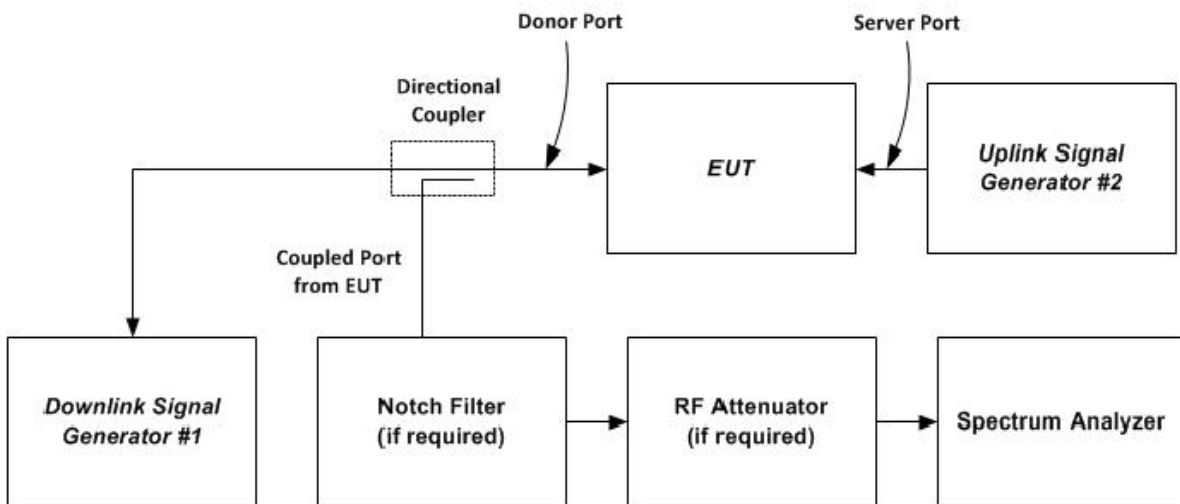 Donor Port
Server Port
Directional
Coupler
EUT
Uplink Signal
Generator #2
Coupled Port
from EUT
Downlink Signal
Generator #1
Notch Filter
(if required)
RF Attenuator
(if required)
Spectrum Analyzer